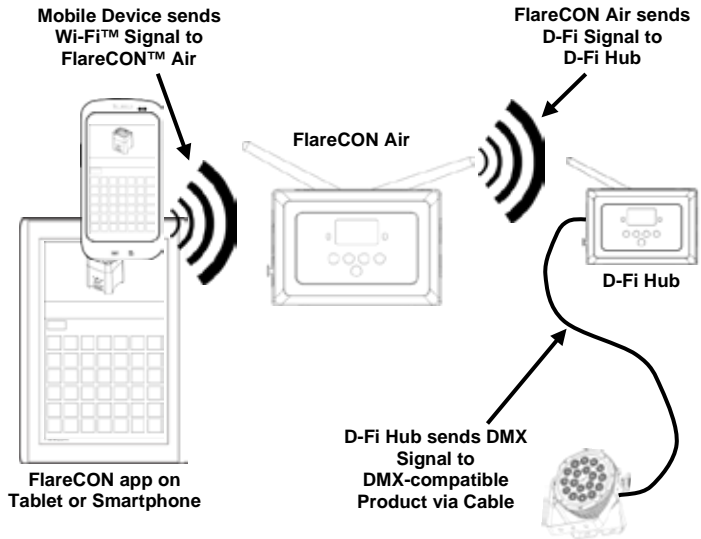 Mobile Device sends
Wi-Fi™ Signal to
FlareCON™ Air
FlareCON Air sends
D-Fi Signal to
D-Fi Hub
FlareCON Air
D-Fi Hub
D-Fi Hub sends DMX
Signal to
DMX-compatible
Product via Cable
FlareCON app on
Tablet or Smartphone